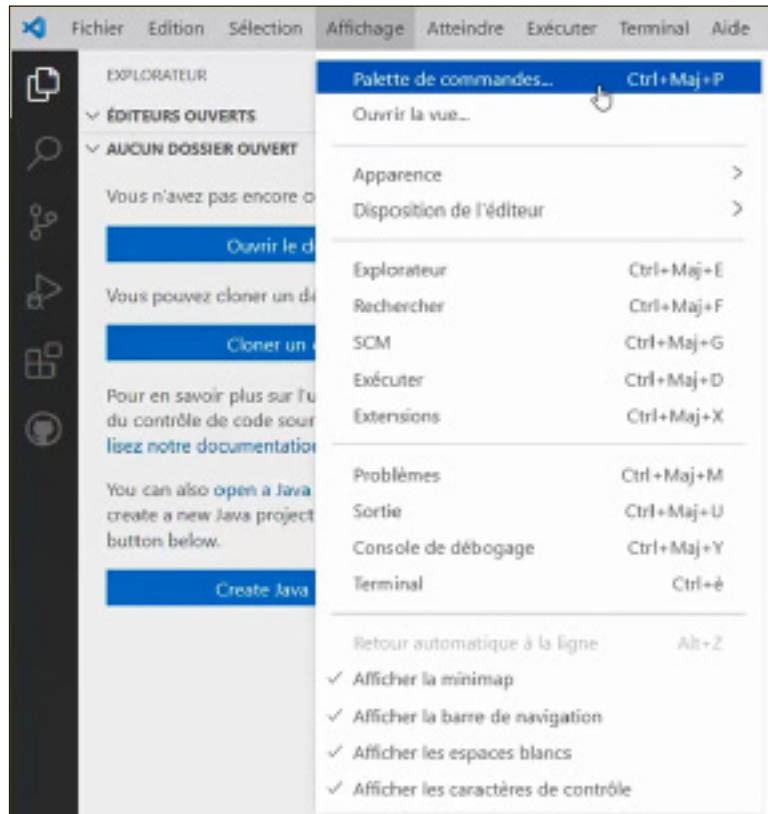 Fichier Edition Sélection Affichage Atteindre Exécuter Terminal Aide
EXPLORATEUR
ÉDITEURS OUVERTS
AUCUN DOSSIER OUVERT
Vous n'avez pas encore o
Ouvrir le d
Vous pouvez cloner un d
Cloner un
Pour en savoir plus sur l'u
du contrôle de code sour
lisez notre documentatio
You can also open a Java
create a new Java project
button below.
Create Java
Palette de commandes... Ctrl+Maj+P
Ouvrir la vue...
Apparence
Disposition de l'éditeur
Explorateur Ctrl+Maj+E
Rechercher Ctrl+Maj+F
SCM Ctrl+Maj+G
Exécuter Ctrl+Maj+D
Extensions Ctrl+Maj+X
Problèmes Ctrl+Maj+M
Sortie Ctrl+Maj+U
Console de débogage Ctrl+Maj+Y
Terminal Ctrl+è
Retour automatique à la ligne Alt+Z
Afficher la minimap
Afficher la barre de navigation
Afficher les espaces blancs
Afficher les caractères de contrôle